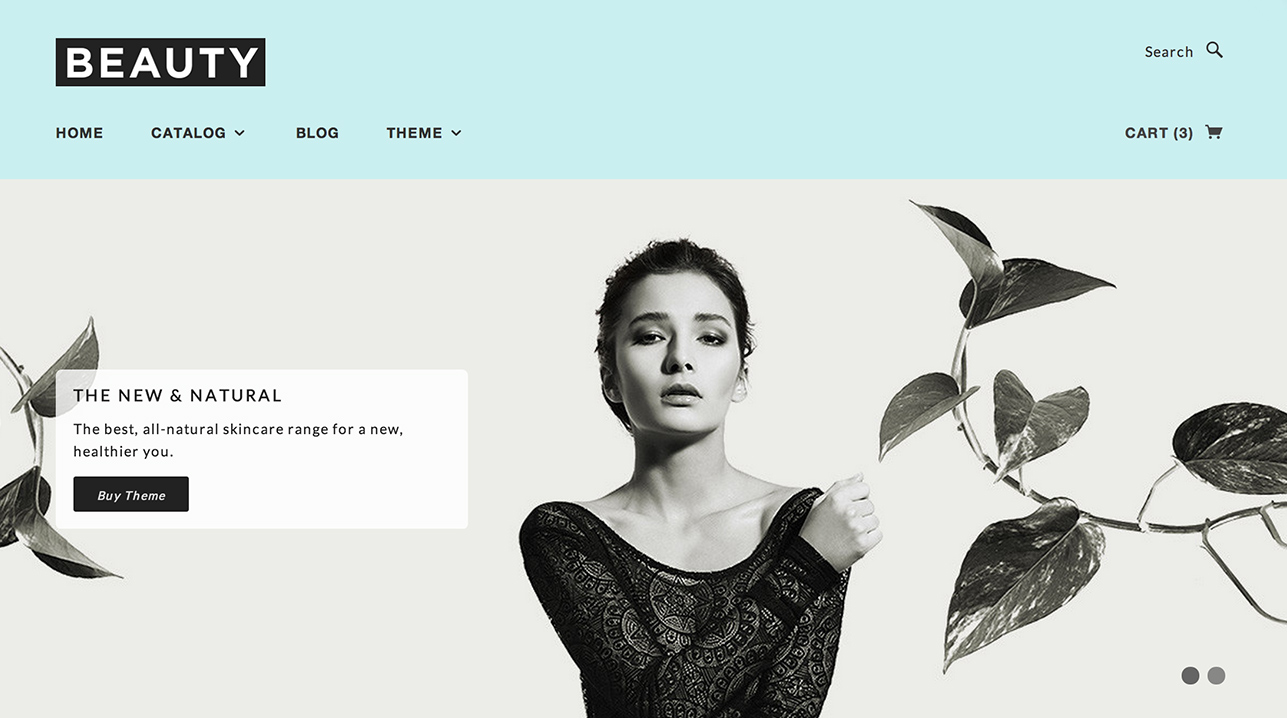 BEAUTY
Search
HOME CATALOG BLOG THEME CART (3)
THE NEW & NATURAL
The best, all-natural skincare range for a new,
healthier you.
Buy Theme